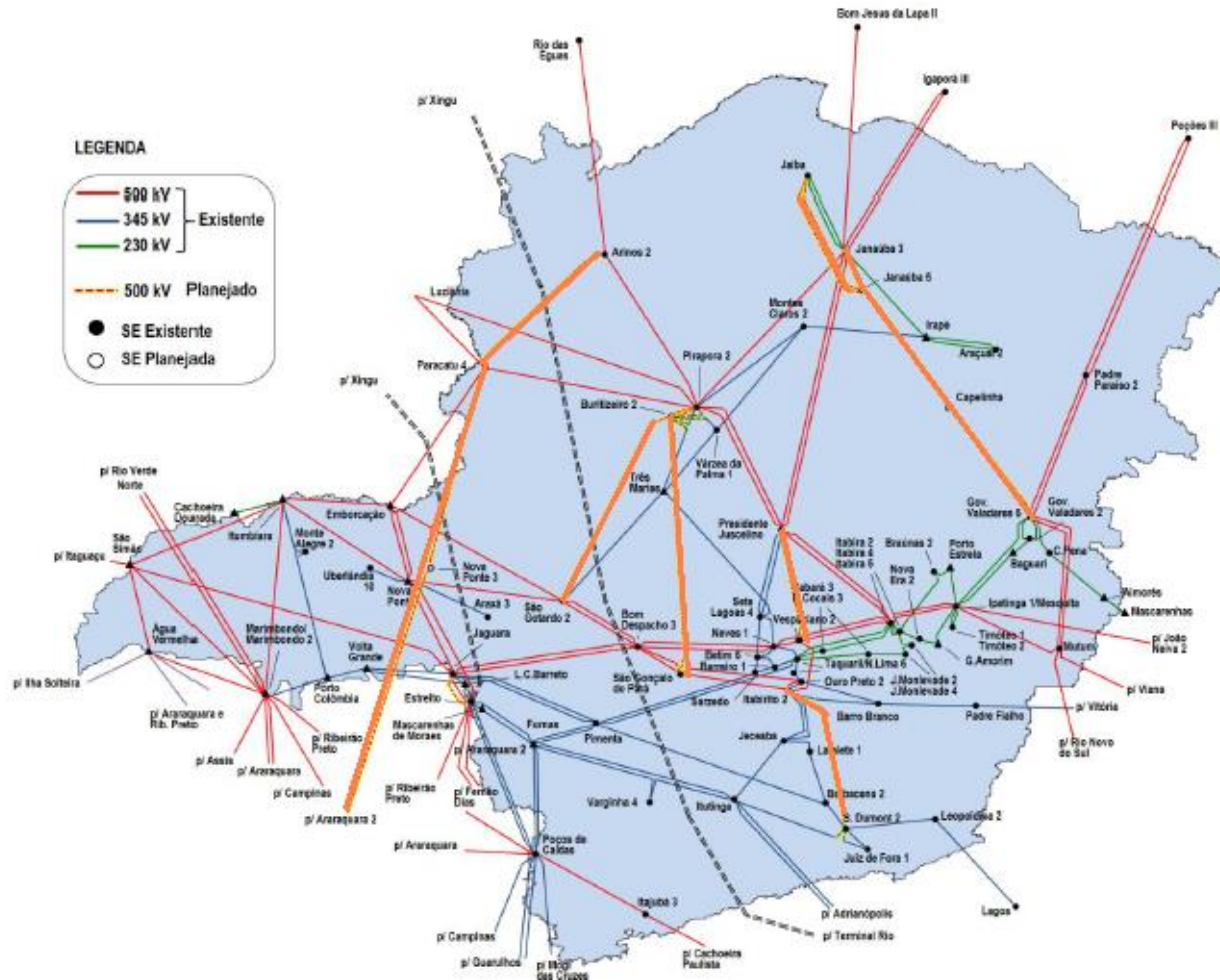 Bom Jesus da Lapa II
Rio das
Éguas
Igaporã III
p/ Xingu
Poções III
LEGENDA
500 kV
345 kV
230 kV
Existente
500 kV Planejado
SE Existente
SE Planejada
Jaíba
Janaúba 3
Janaúba 6
Arinos 2
Luziânia
Montes
Claros 2
Irapé
Araçuaí 2
Pirapora 2
Paracatu 4
Padre
Paraíso 2
p/ Xingu
Buritizeiro 2
Capelinha
Várzea da
Palma 1
Três
Marias
p/ Rio Verde
Norte
Cachoeira
Dourada
Itumbiara
Emborcação
Presidente
Juscelino
Gov.
Valadares 6
Gov.
Valadares 2
São
Simão
p/ Itaguaçu
Monte
Alegre 2
Itabira 2
Itabira 4
Itabira 5
Braúnas 2
Porto
Estrela
Nova
Era 2
C.Pena
Baguari
Uberlândia
10
Nova
Ponte 3
Nova
Aimorés
Mascarenhas
Araxá 3
São
Gotardo 2
Bom
Despacho 3
Sete
Lagoas 4
Sabará 3
Cocais 3
Vespasiano 2
Ipatinga 1/Mesquita
Água
Vermelha
Marimbondo/
Marimbondo 2
Volta
Grande
Jaguara
Neves 1
Betim 6
Barreiro 1
Timóteo 1
Timóteo 2
G.Amorim
Mutum
p/ João
Neiva 2
p/ Ilha Solteira
Porto
Colômbia
L.C.Barreto
São Gonçalo
do Pará
Taquaril/N.Lima 6
J.Monlevade 2
J.Monlevade 4
Ouro Preto 2
p/ Viana
Estreito
Sarzedo
Itabirito 2
p/ Araraquara e
Rib. Preto
Mascarenhas
de Moraes
Furnas
Pimenta
Barro Branco
Padre Fialho
p/ Vitória
p/ Ribeirão
Preto
p/ Assis
p/ Araraquara 2
Jeceaba
Lafaiete 1
p/ Rio Novo
do Sul
p/ Araraquara
p/ Campinas
p/ Ribeirão
Preto
p/ Fernão
Dias
p/ Araraquara 2
Varginha 4
Itutinga
Barbacena 2
S. Dumont 2
Leopoldina 2
p/ Araraquara
Poços de
Caldas
Juiz de Fora 1
Itajubá 3
p/ Adrianópolis
Lagos
p/ Campinas
p/ Terminal Rio
p/ Guarulhos
p/ Mogi
das Cruzes
p/ Cachoeira
Paulista